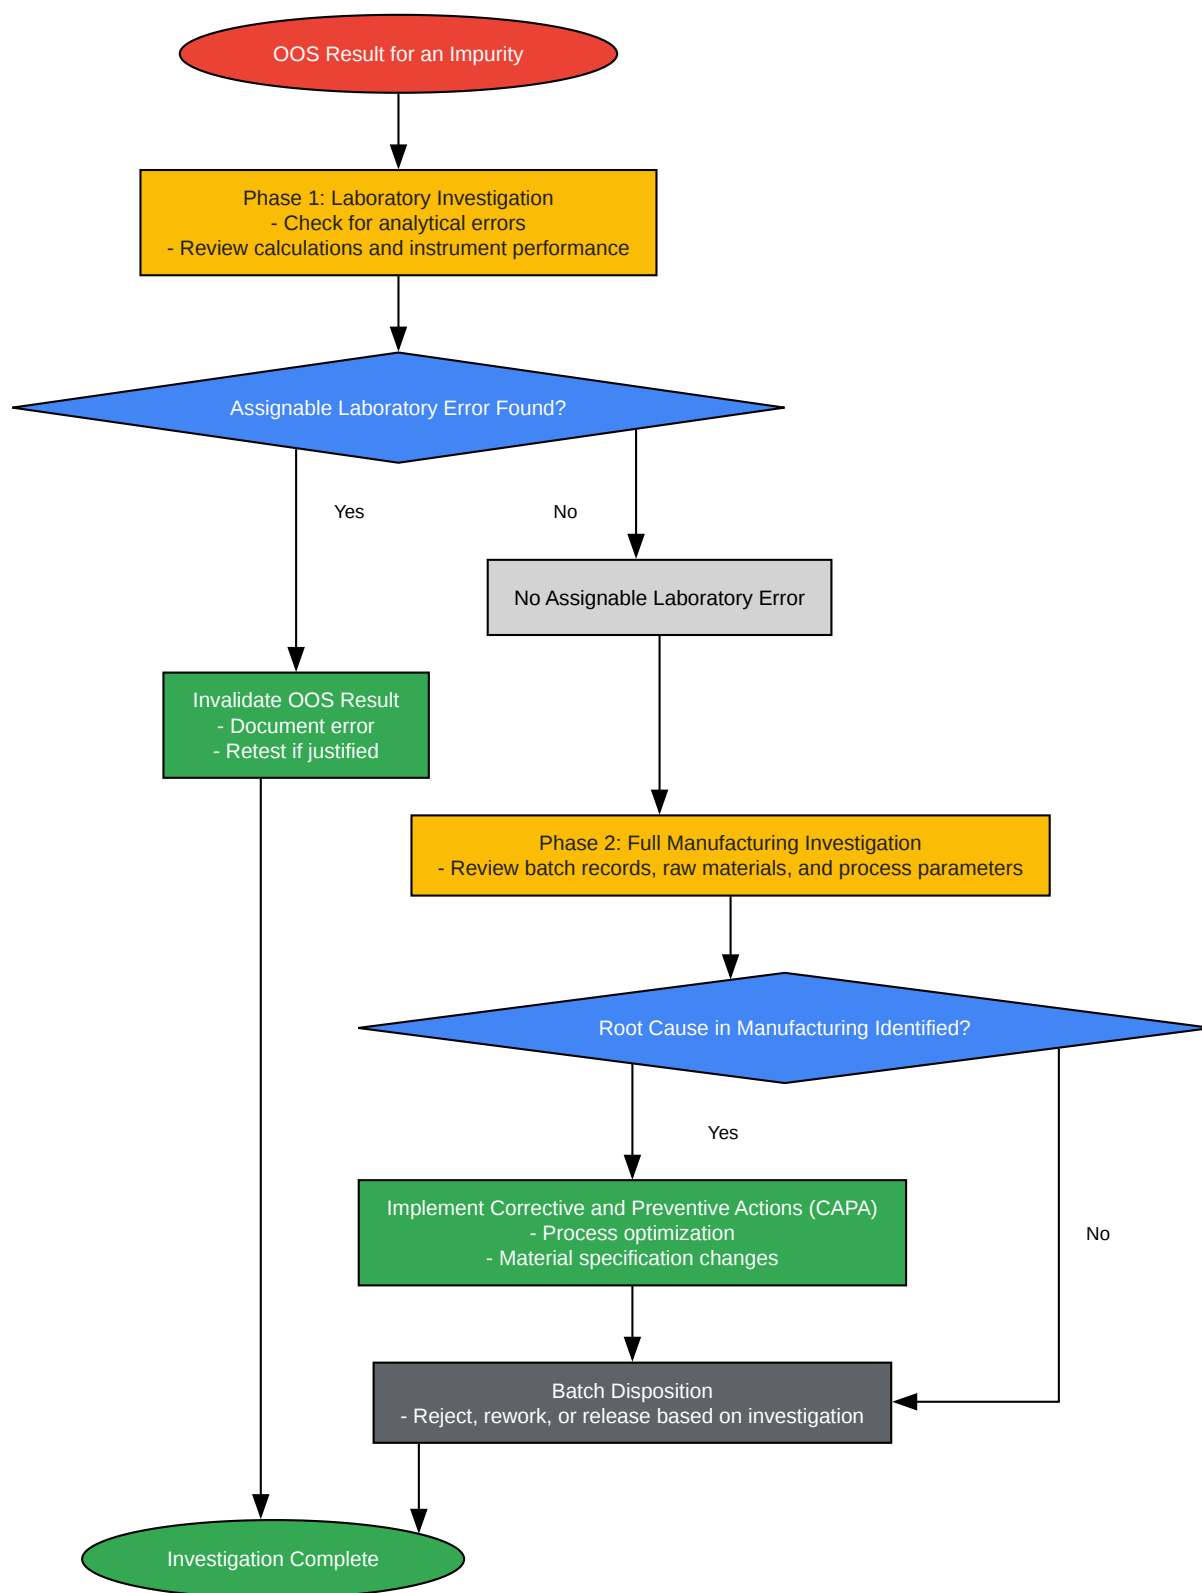 OOS Result for an Impurity
Phase 1: Laboratory Investigation
- Check for analytical errors
- Review calculations and instrument performance
Assignable Laboratory Error Found?
Yes
No
No Assignable Laboratory Error
Invalidate OOS Result
- Document error
- Retest if justified
Phase 2: Full Manufacturing Investigation
- Review batch records, raw materials, and process parameters
Root Cause in Manufacturing Identified?
Yes
Implement Corrective and Preventive Actions (CAPA)
- Process optimization
- Material specification changes
No
Batch Disposition
- Reject, rework, or release based on investigation
Investigation Complete